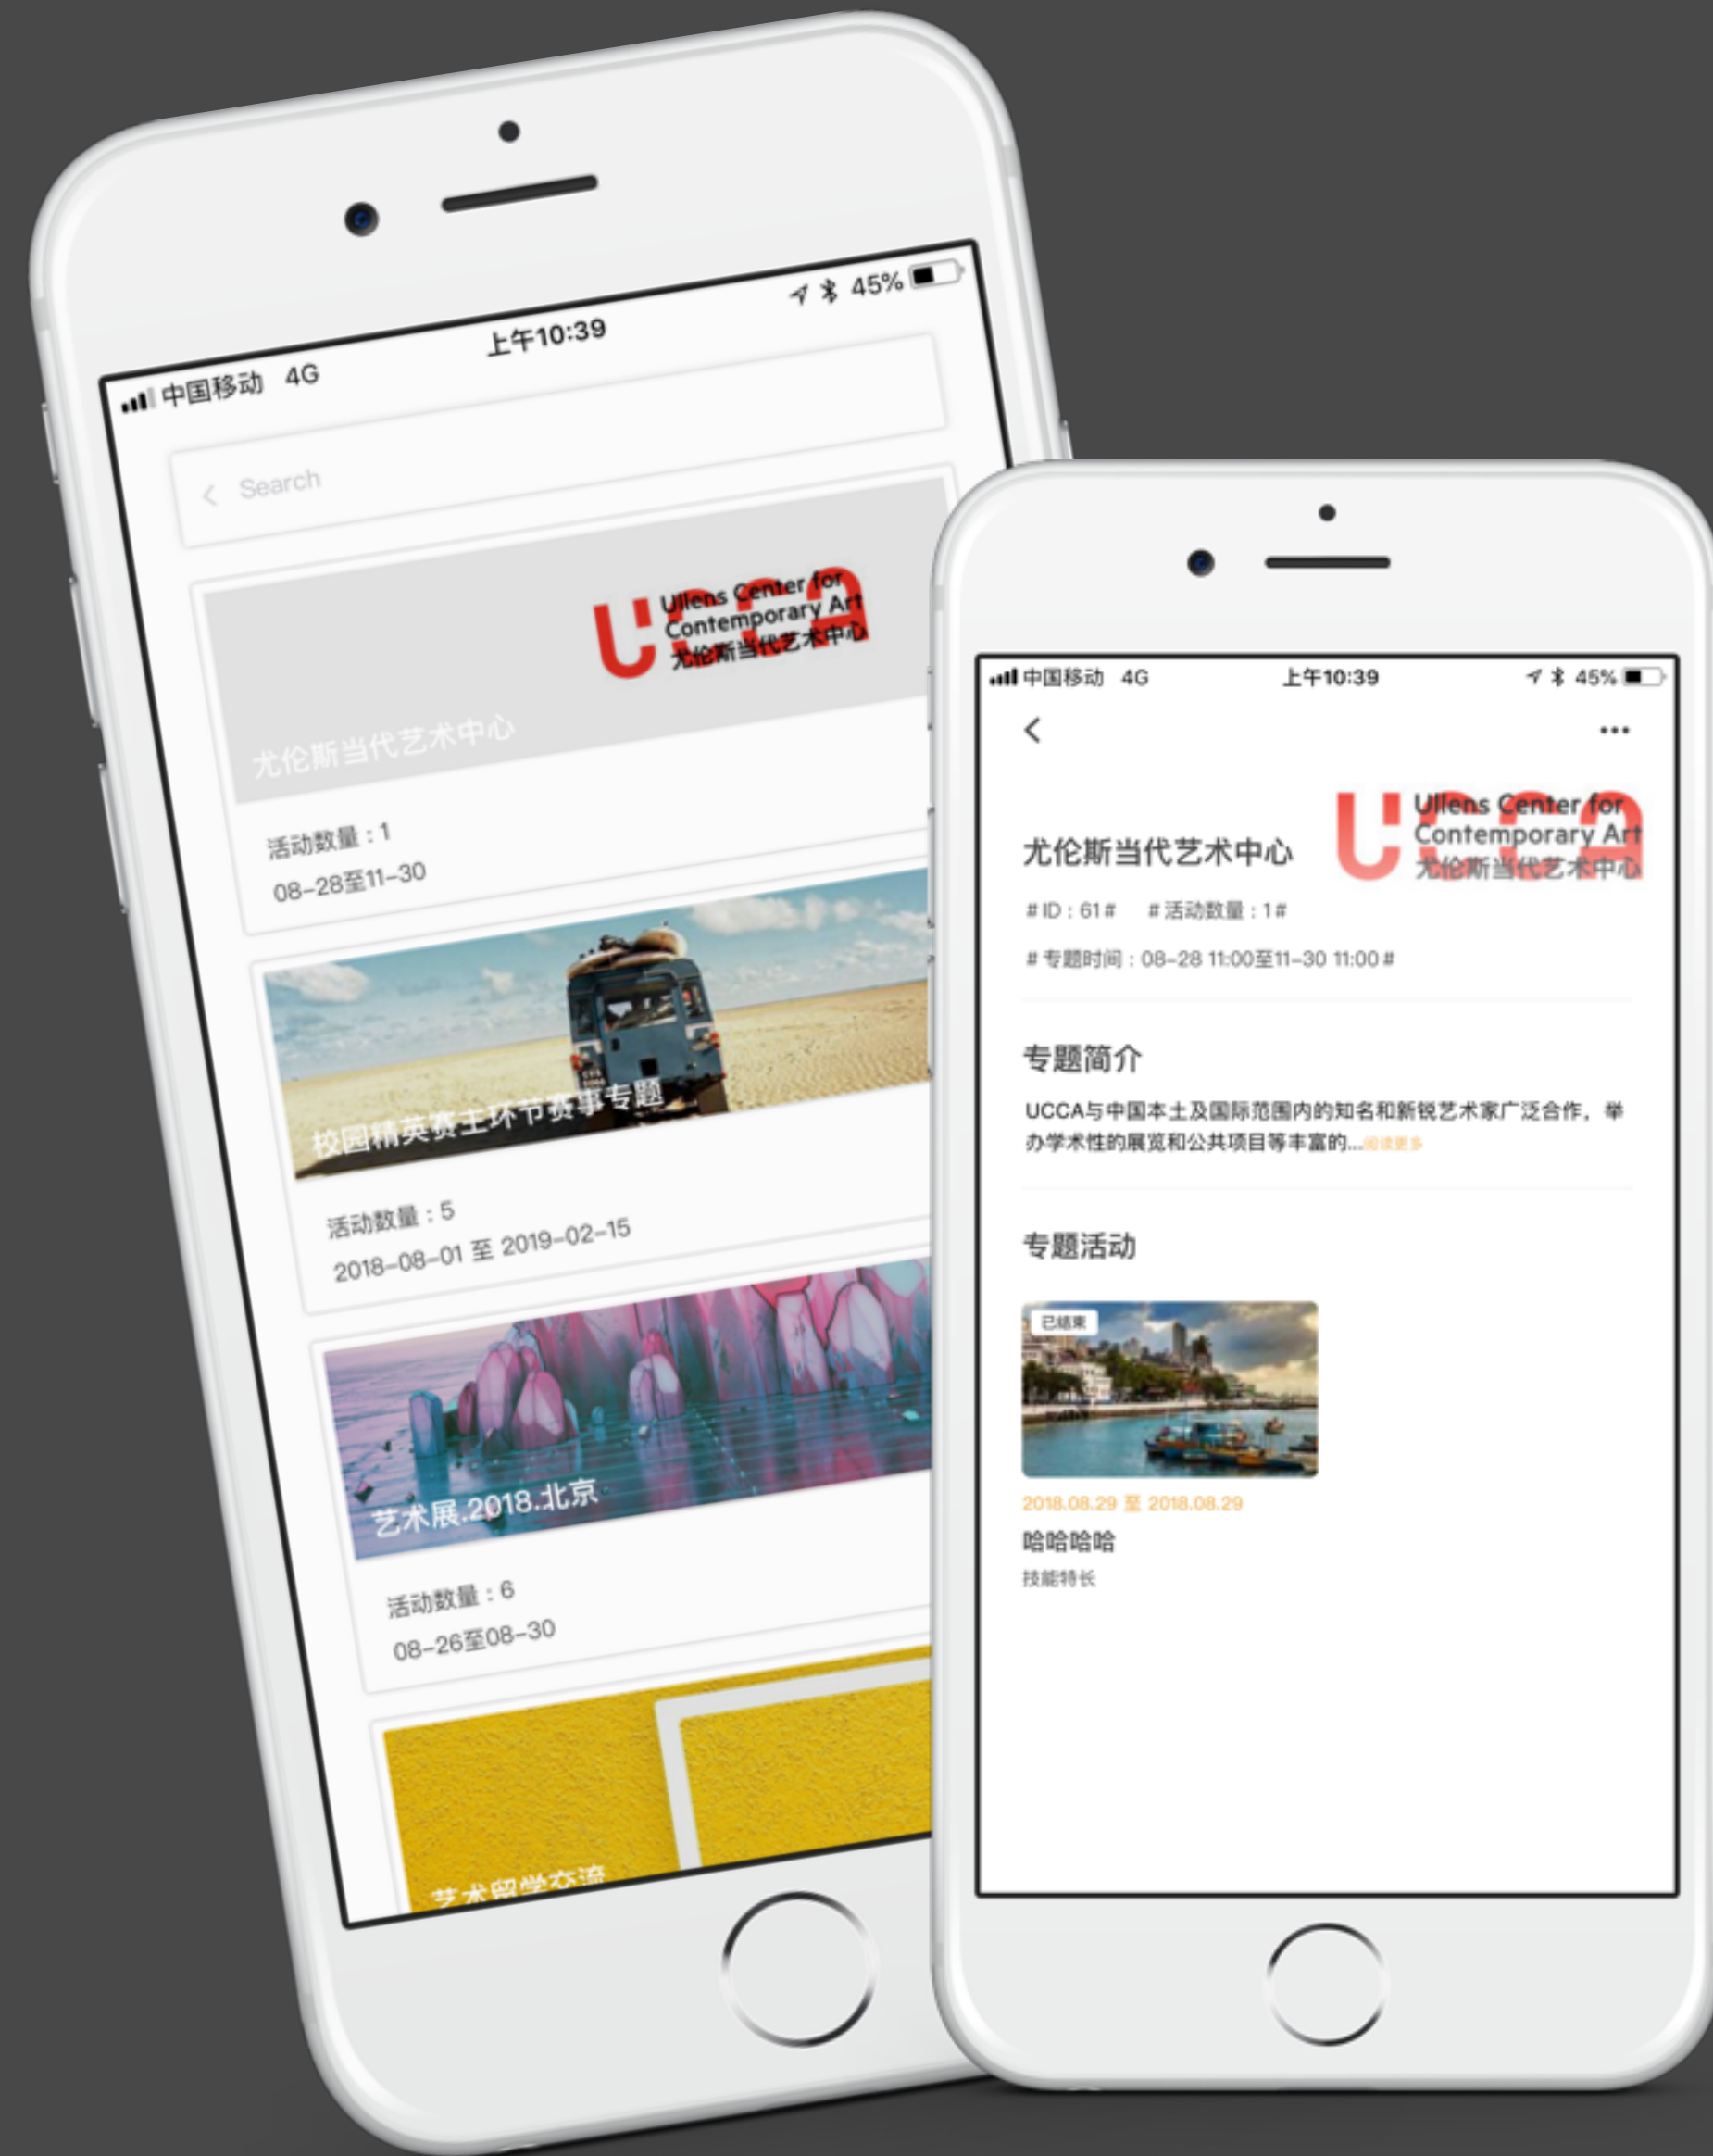 中国移动 4G
上午10:39
45%
Search
UCCA
Ullens Center for
Contemporary Art
尤伦斯当代艺术中心
尤伦斯当代艺术中心
活动数量：1
08-28至11-30
校园精英赛主环节赛事专题
活动数量：5
2018-08-01 至 2019-02-15
艺术展.2018.北京
活动数量：6
08-26至08-30
艺术留学交流
中国移动 4G
上午10:39
45%
UCCA
Ullens Center for
Contemporary Art
尤伦斯当代艺术中心
尤伦斯当代艺术中心
#ID：61# #活动数量：1#
#专题时间：08-28 11:00至11-30 11:00#
专题简介
UCCA与中国本土及国际范围内的知名和新锐艺术家广泛合作，举
办学术性的展览和公共项目等丰富的...阅读更多
专题活动
已结束
2018.08.29 至 2018.08.29
哈哈哈哈
技能特长